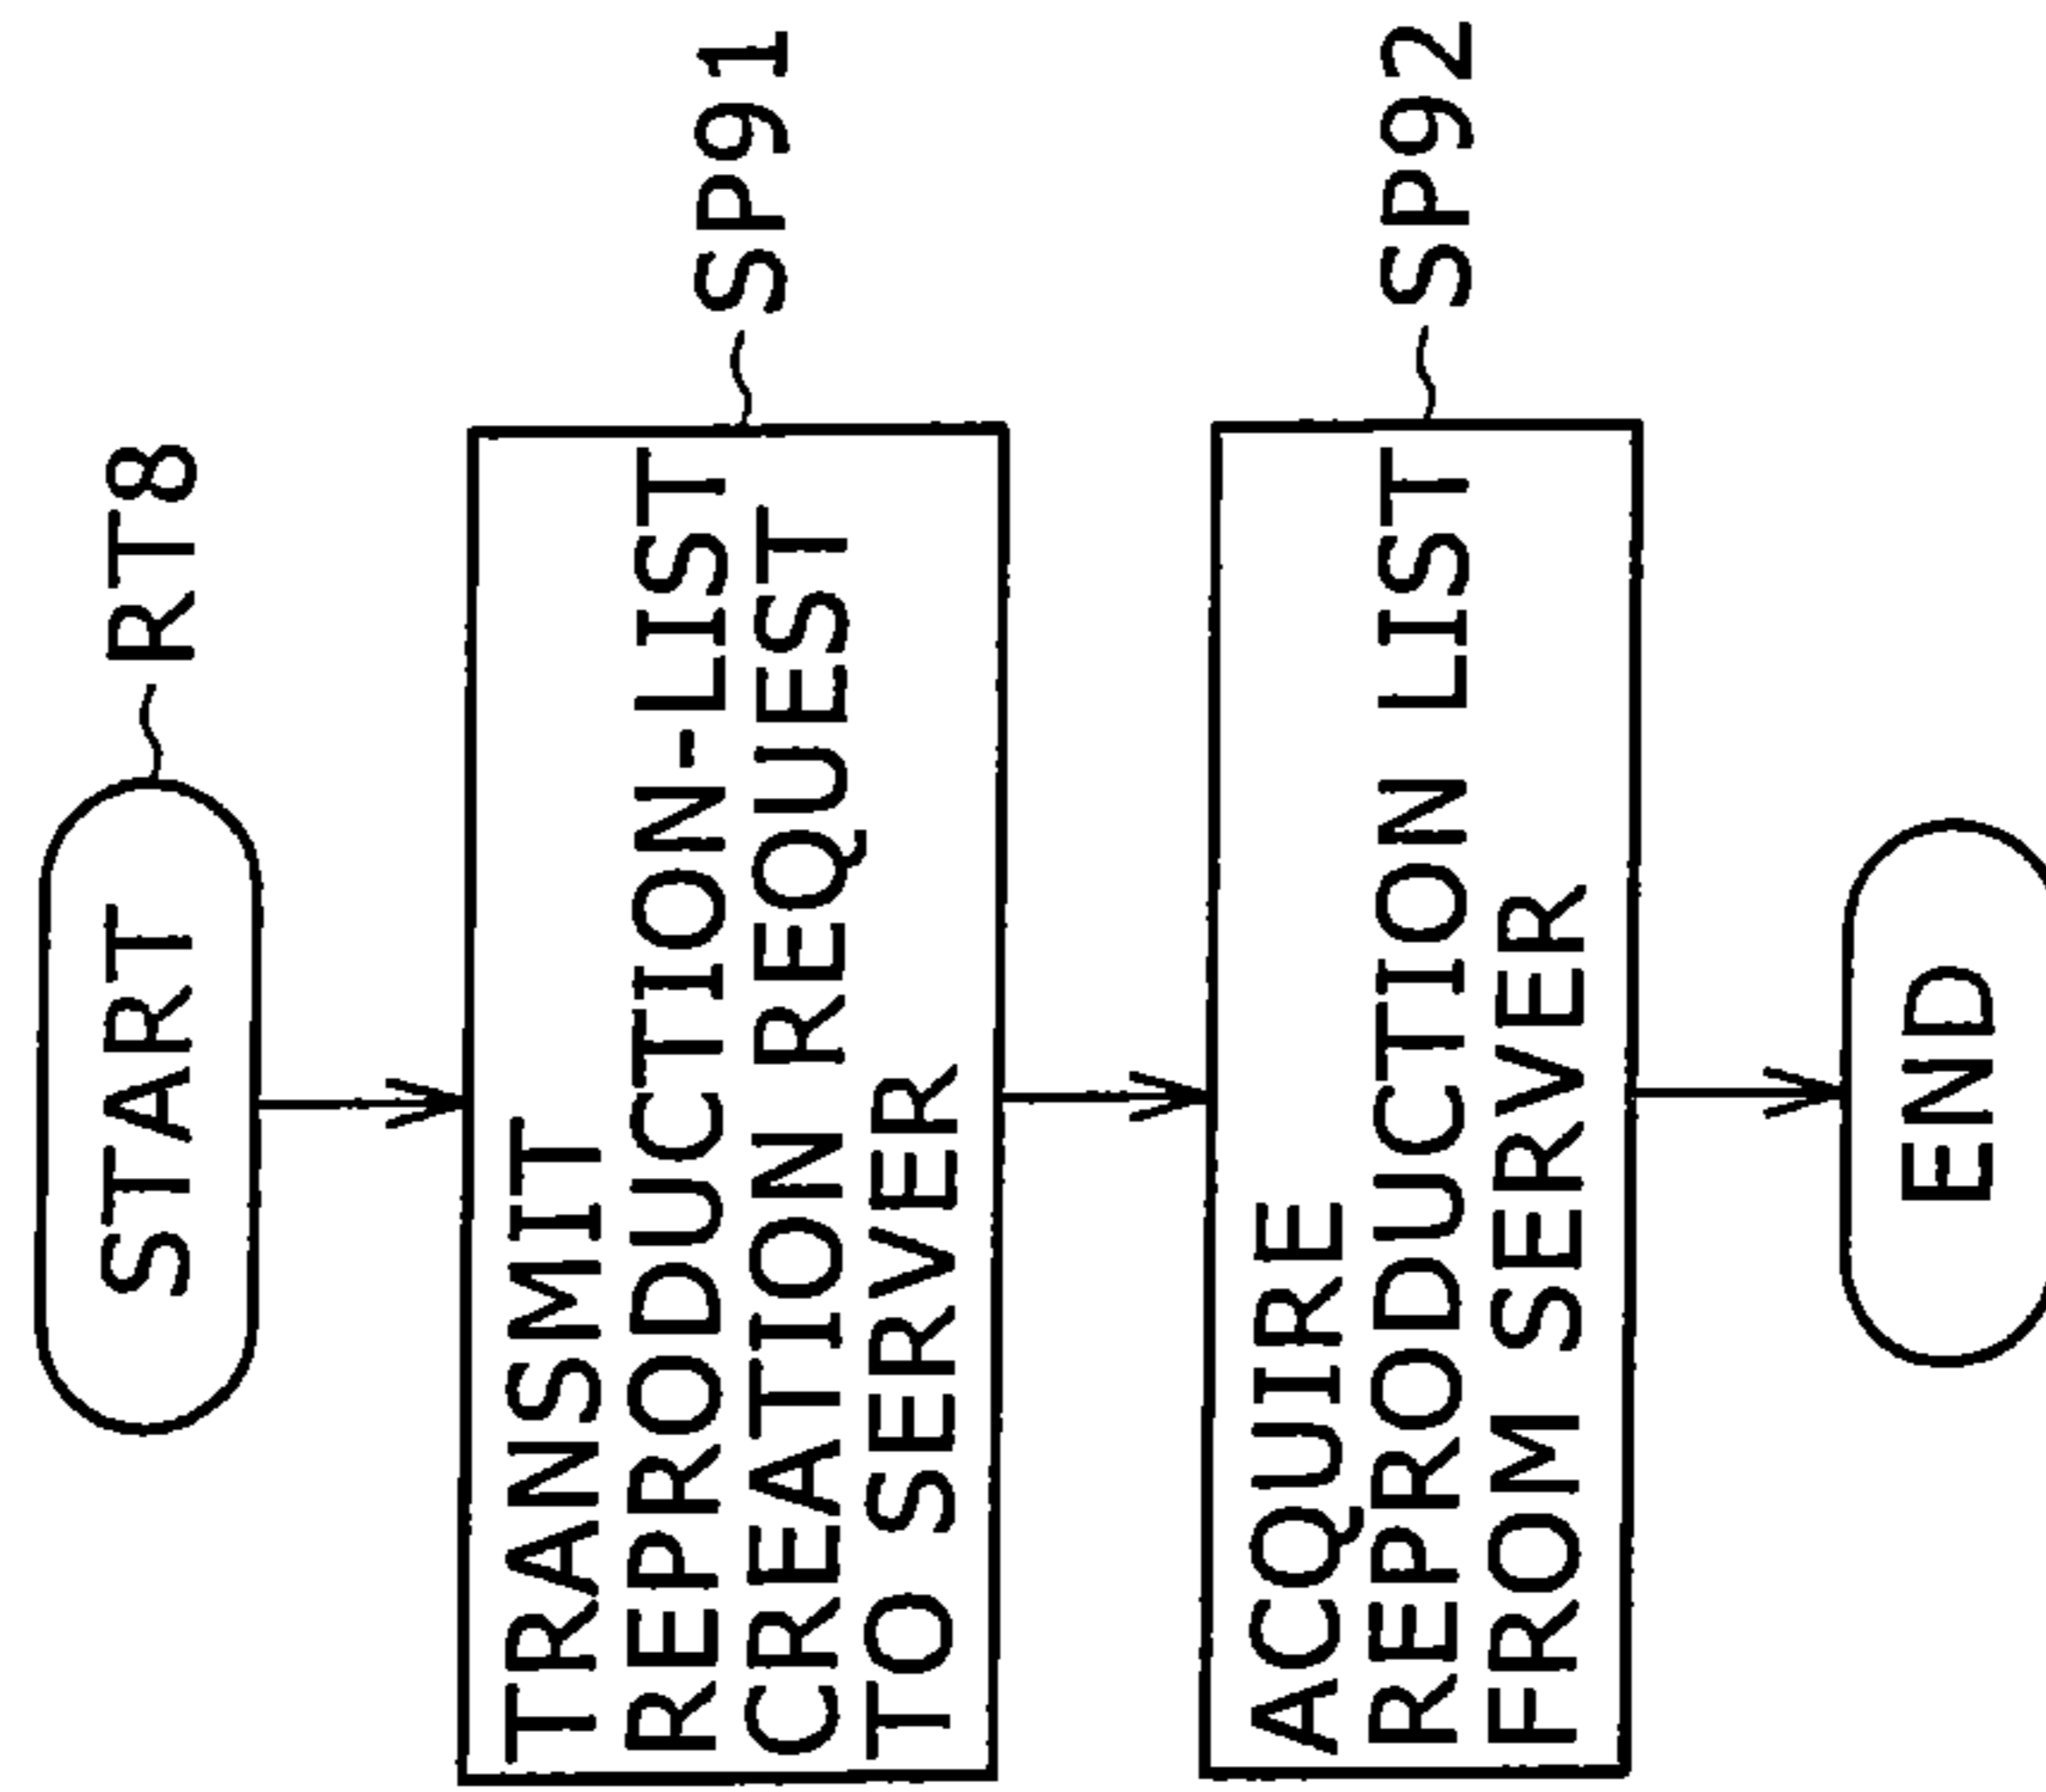 START
RT8
TRANSMIT
REPRODUCTION-LIST
CREATION REQUEST
TO SERVER
SP91
ACQUIRE
REPRODUCTION LIST
FROM SERVER
SP92
END